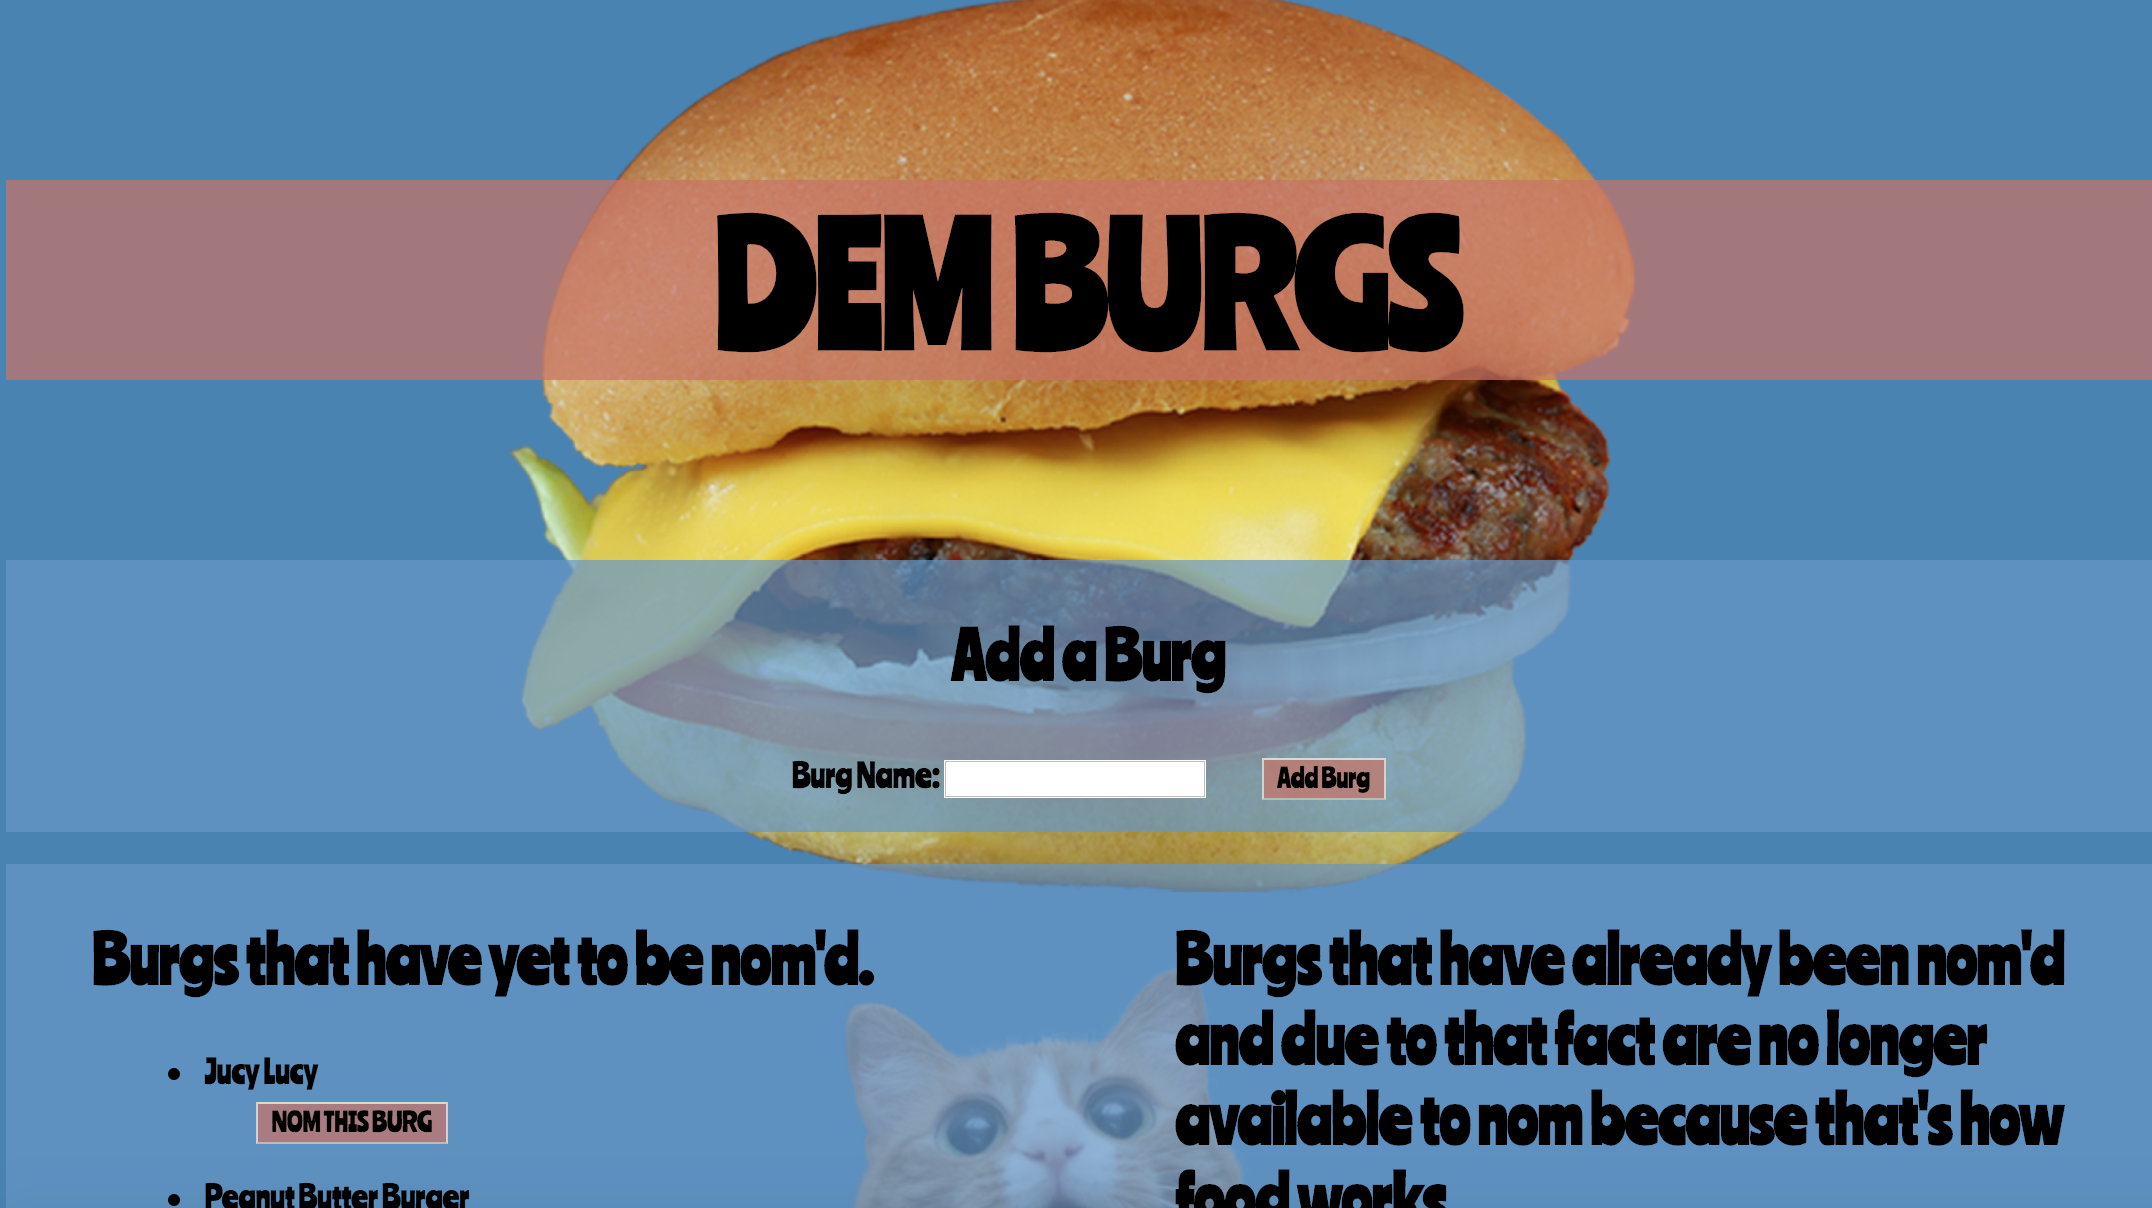 DEM BURGS
Add a Burg
Burg Name:
Add Burg
Burgs that have yet to be nom'd.
Jucy Lucy
NOM THIS BURG
Peanut Butter Burger
Burgs that have already been nom'd
and due to that fact are no longer
available to nom because that's how
food works